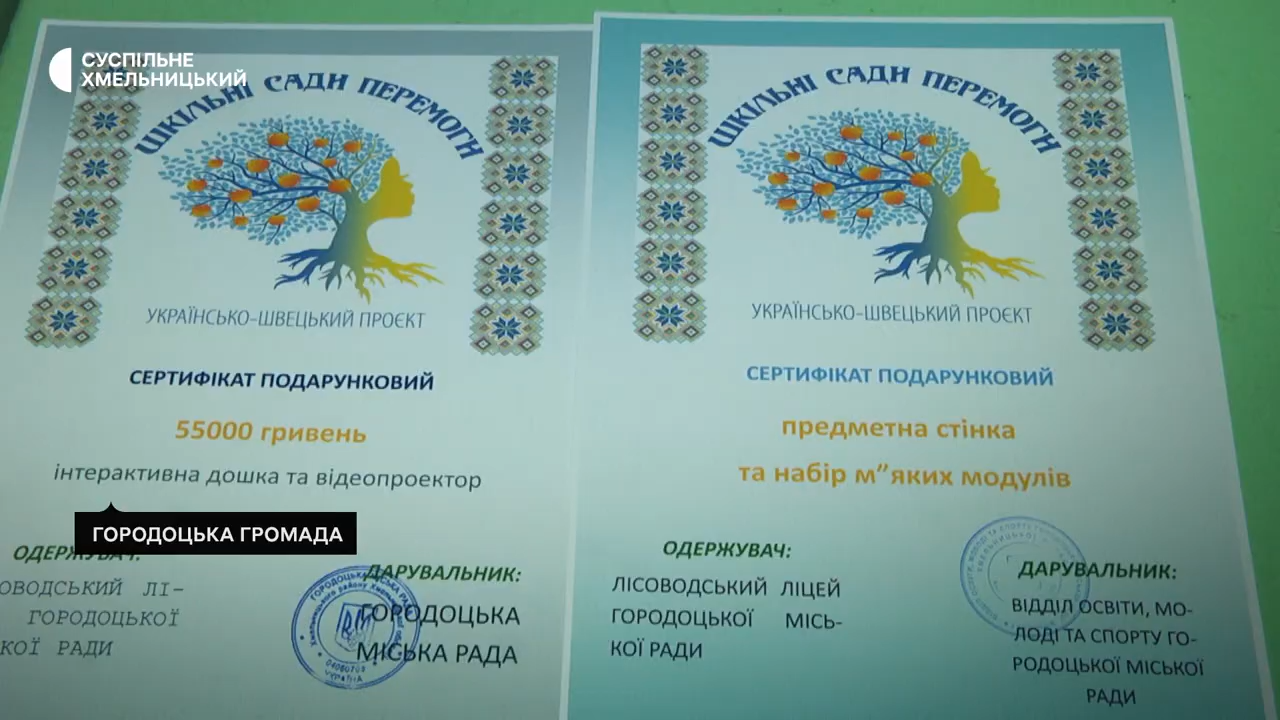 СУСПІЛЬНЕ
ХМЕЛЬНИЦЬКИЙ
ШКІЛЬНІ САДИ ПЕРЕМОГИ
УКРАЇНСЬКО-ШВЕЦЬКИЙ ПРОЄКТ
СЕРТИФІКАТ ПОДАРУНКОВИЙ
55000 гривень
інтерактивна дошка та відеопроектор
ГОРОДОЦЬКА ГРОМАДА
ОДЕРЖУВАЧ:
ОВОДСЬКИЙ ЛІ-
ГОРОДОЦЬКОЇ
КОЇ РАДИ
ДАРУВАЛЬНИК:
ГОРОДОЦЬКА
МІСЬКА РАДА
УКРАЇНА
ШКІЛЬНІ САДИ ПЕРЕМОГИ
УКРАЇНСЬКО-ШВЕЦЬКИЙ ПРОЄКТ
СЕРТИФІКАТ ПОДАРУНКОВИЙ
предметна стінка
та набір м”яких модулів
ОДЕРЖУВАЧ:
ЛІСОВОДСЬКИЙ ЛІЦЕЙ
ГОРОДОЦЬКОЇ МІСЬ-
КОЇ РАДИ
ДАРУВАЛЬНИК:
ВІДДІЛ ОСВІТИ, МО-
ЛОДІ ТА СПОРТУ ГО-
РОДОЦЬКОЇ МІСЬКОЇ
РАДИ